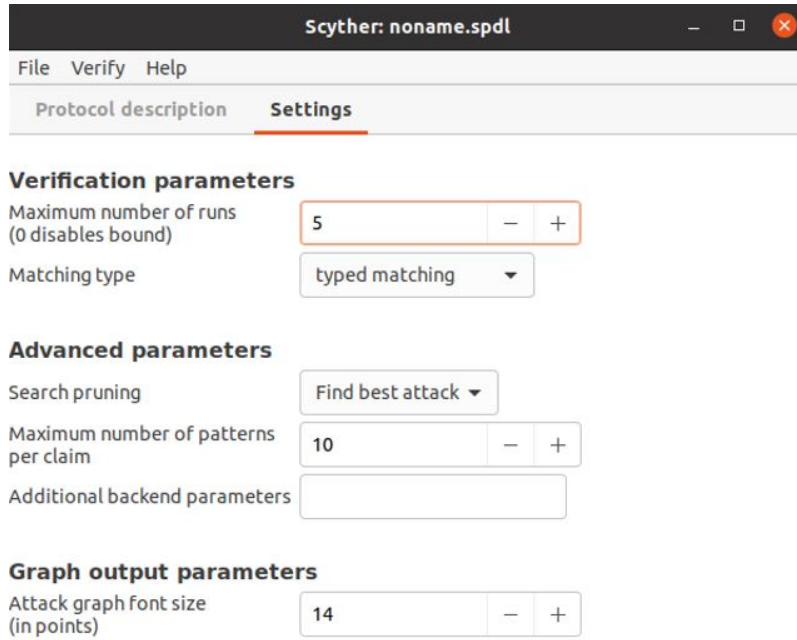 Scyther: noname.spdl
File Verify Help
Protocol description Settings
Verification parameters
Maximum number of runs
(0 disables bound)
5 − +
Matching type typed matching
Advanced parameters
Search pruning Find best attack
Maximum number of patterns
per claim
10 − +
Additional backend parameters
Graph output parameters
Attack graph font size
(in points)
14 − +